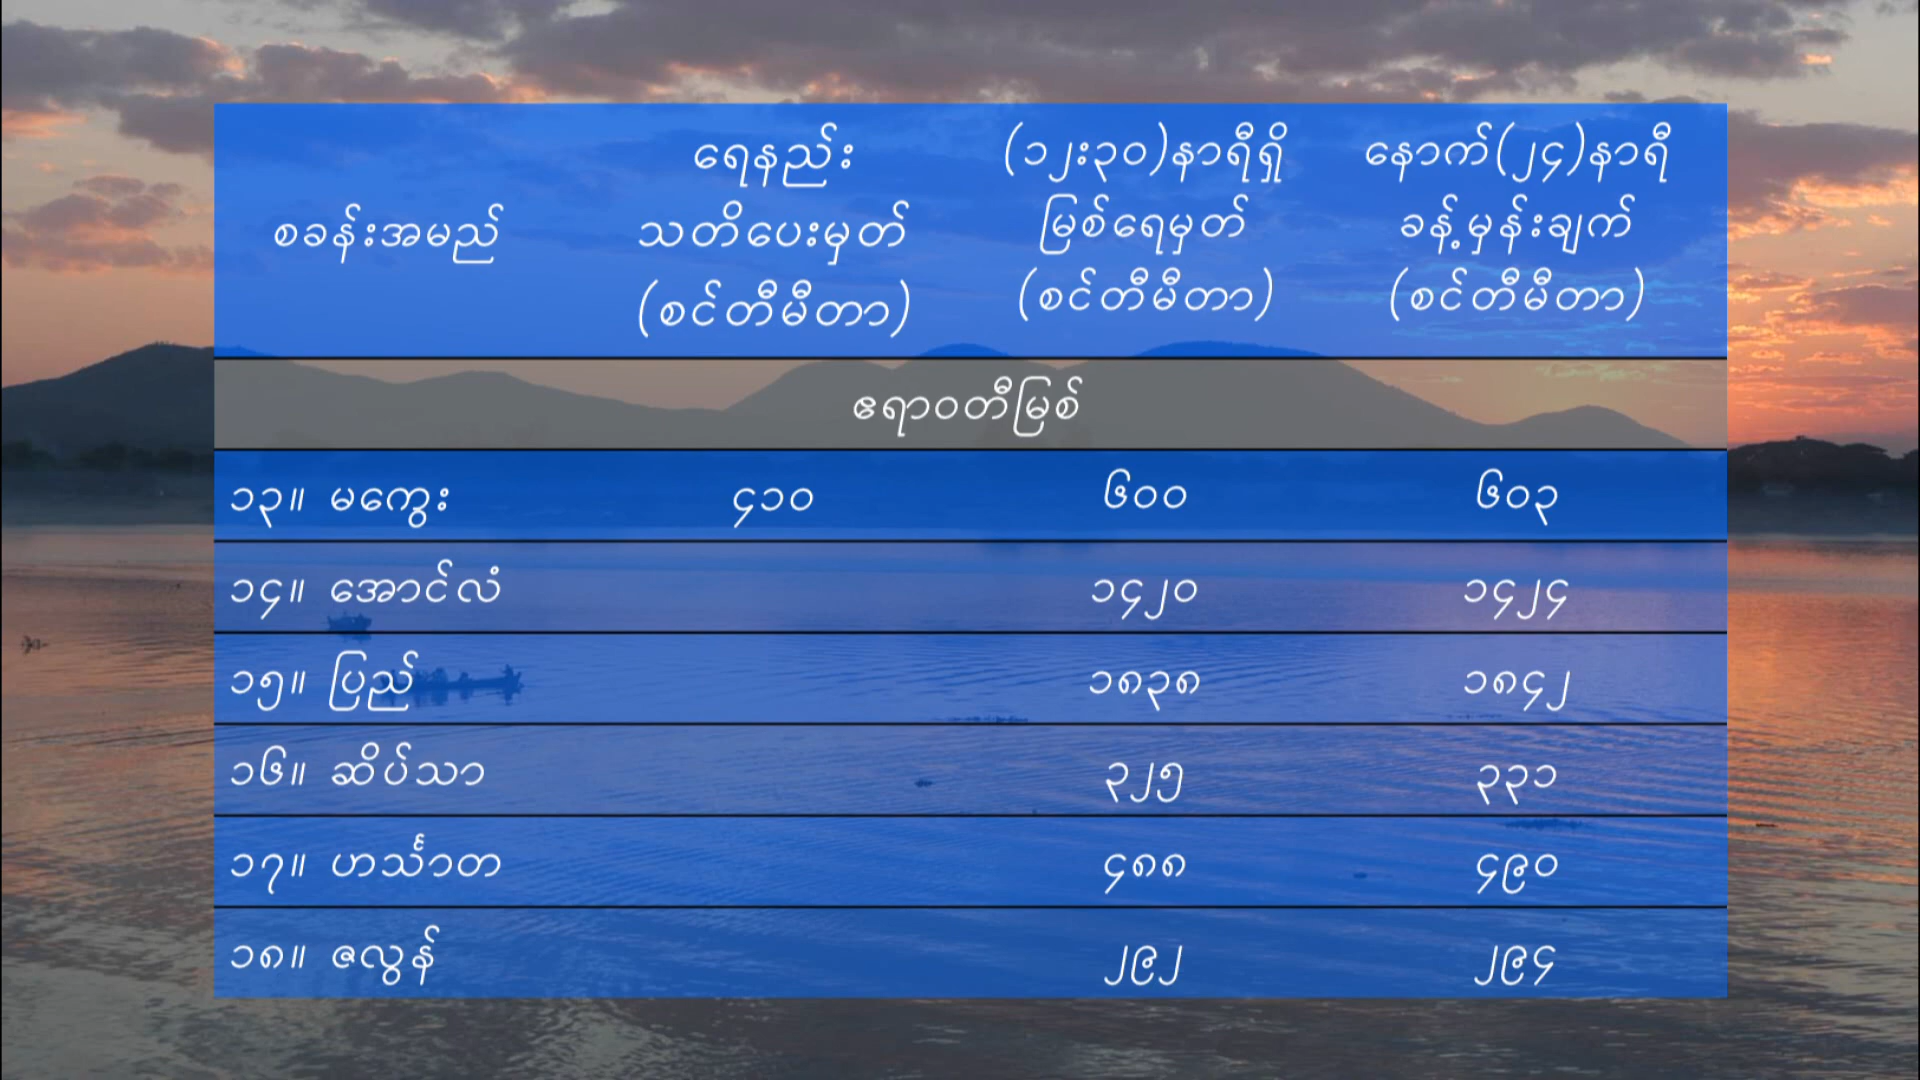 စခန်းအမည်
ရေနည်း
သတိပေးမှတ်
(စင်တီမီတာ)
(၁၂း၃၀)နာရီရှိ
မြစ်ရေမှတ်
(စင်တီမီတာ)
နောက်(၂၄)နာရီ
ခန့်မှန်းချက်
(စင်တီမီတာ)
ဧရာဝတီမြစ်
၁၃။ မကွေး ၄၁၀ ၆၀၀ ၆၀၃
၁၄။ အောင်လံ ၁၄၂၀ ၁၄၂၄
၁၅။ ပြည် ၁၈၃၈ ၁၈၄၂
၁၆။ ဆိပ်သာ ၃၂၅ ၃၃၁
၁၇။ ဟင်္သာတ ၄၈၈ ၄၉၀
၁၈။ ဇလွန် ၂၉၂ ၂၉၄